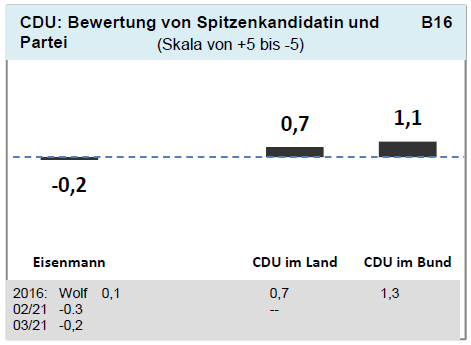 CDU: Bewertung von Spitzenkandidatin und B16
Partei (Skala von +5 bis -5)
1,1
0,7
-0,2
Eisenmann CDU im Land CDU im Bund
2016: Wolf 0,1 0,7 1,3
02/21 -0.3 --
03/21 -0,2